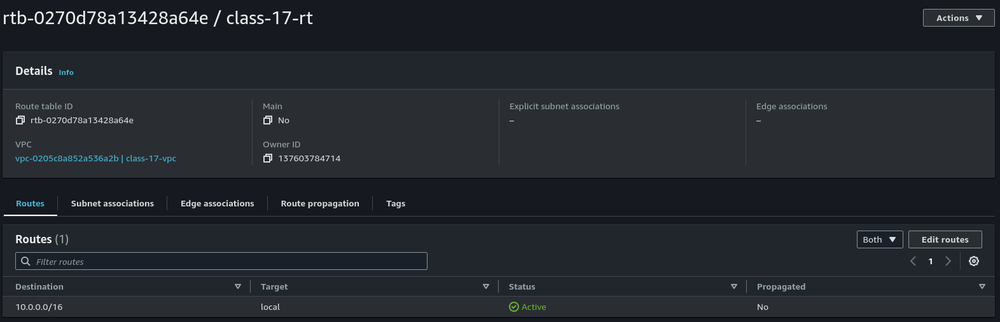 rtb-0270d78a13428a64e / class-17-rt
Actions
Details Info
Route table ID
rtb-0270d78a13428a64e
Main
No
Explicit subnet associations
–
Edge associations
–
VPC
vpc-0205c8a852a536a2b | class-17-vpc
Owner ID
137603784714
Routes Subnet associations Edge associations Route propagation Tags
Routes (1)
Both Edit routes
Filter routes
1
Destination Target Status Propagated
10.0.0.0/16 local Active No